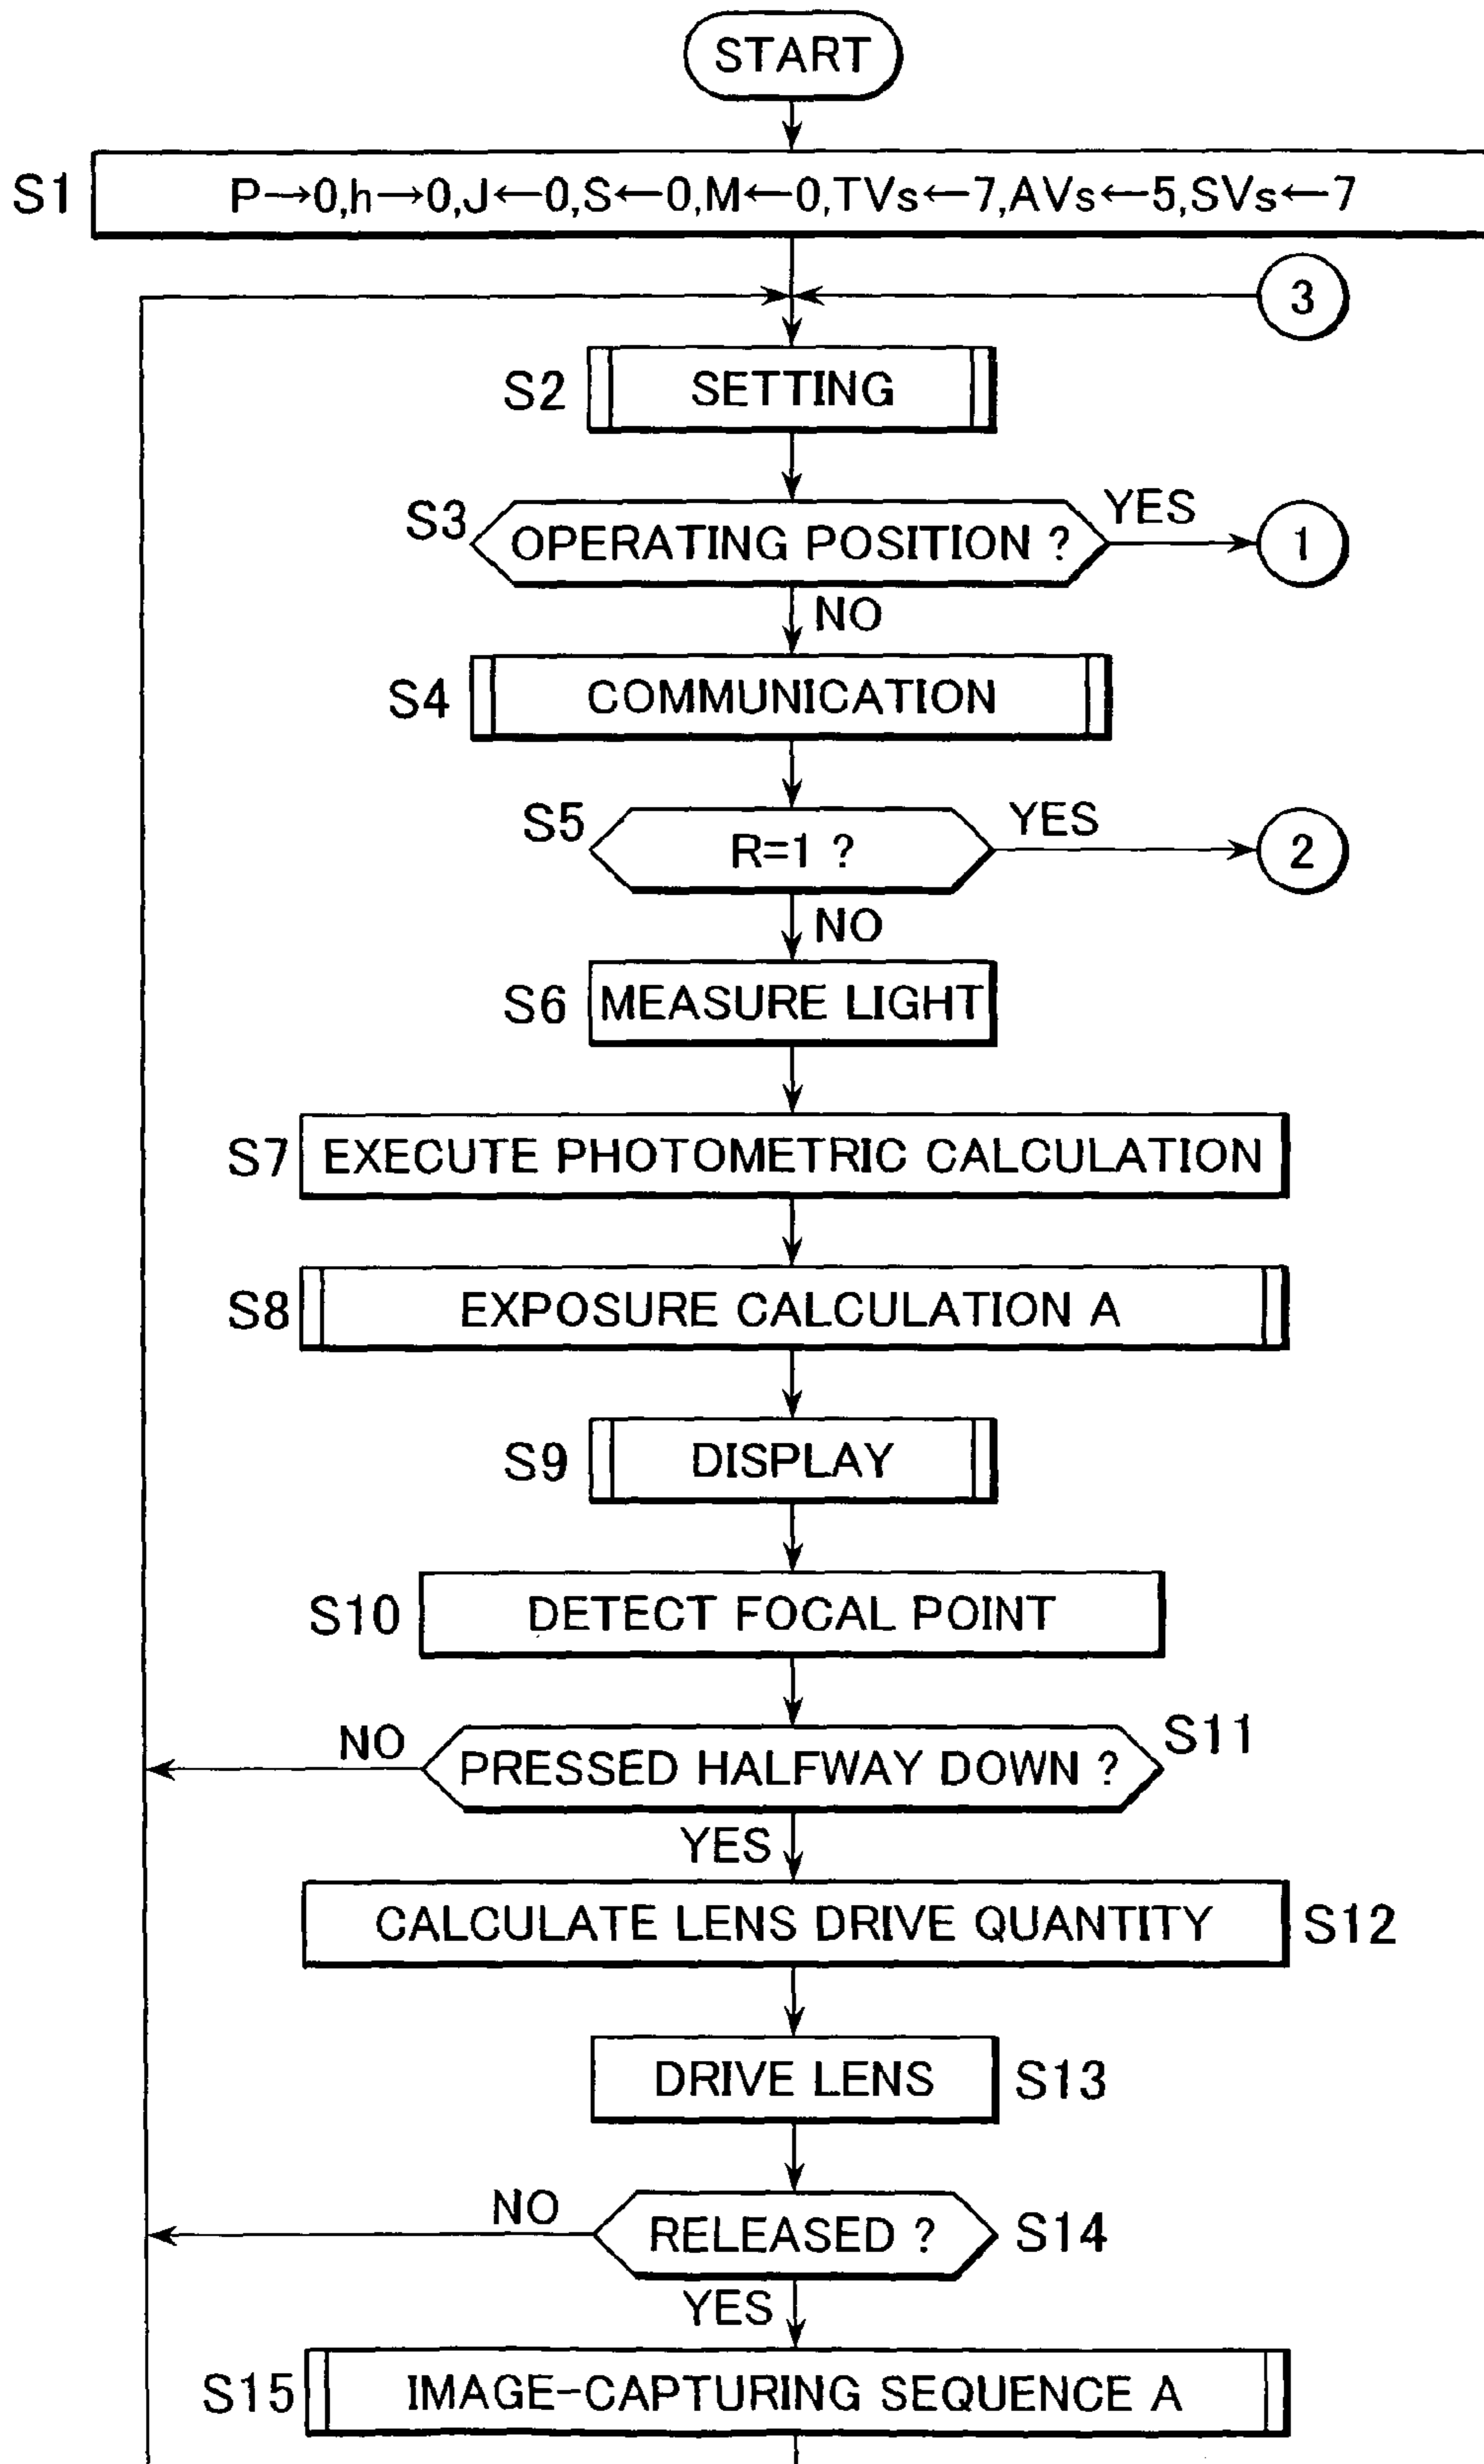 START
S1
P→0,h→0,J←0,S←0,M←0,TVs←7,AVs←5,SVs←7
3
S2
SETTING
S3
OPERATING POSITION ?
YES
1
NO
S4
COMMUNICATION
S5
R=1 ?
YES
2
NO
S6
MEASURE LIGHT
S7
EXECUTE PHOTOMETRIC CALCULATION
S8
EXPOSURE CALCULATION A
S9
DISPLAY
S10
DETECT FOCAL POINT
NO
PRESSED HALFWAY DOWN ?
S11
YES
CALCULATE LENS DRIVE QUANTITY
S12
DRIVE LENS
S13
NO
RELEASED ?
S14
YES
S15
IMAGE-CAPTURING SEQUENCE A